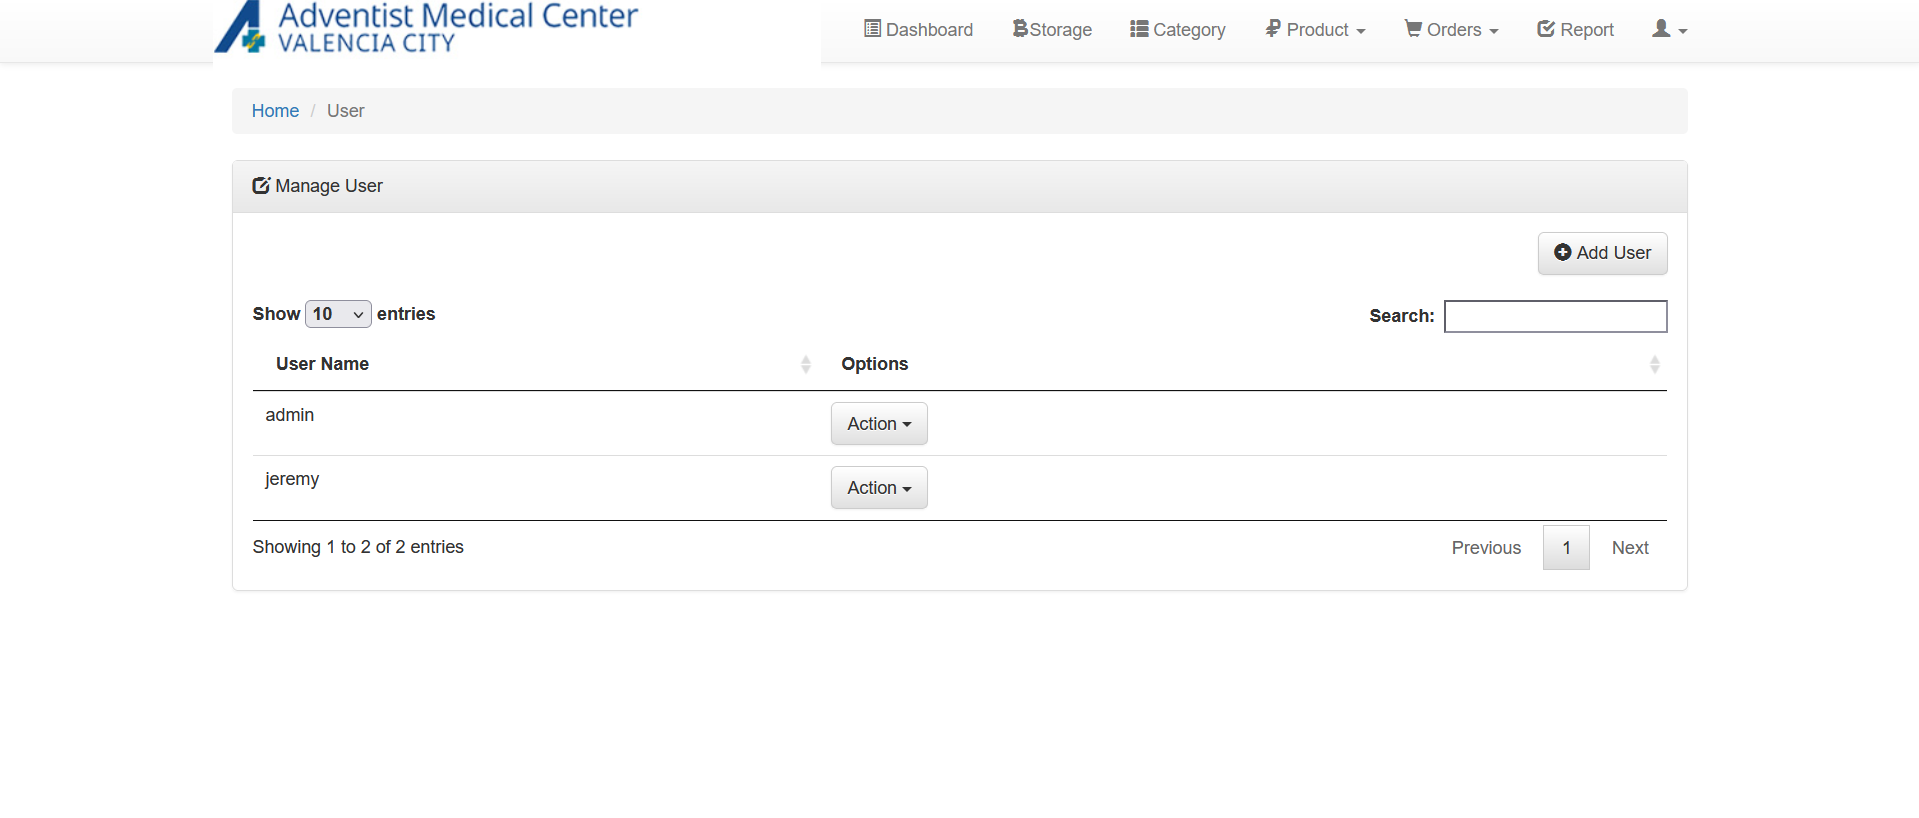 Adventist Medical Center
VALENCIA CITY
Dashboard
Storage
Category
Product
Orders
Report
Home / User
Manage User
Add User
Show 10 entries
Search:
User Name
Options
admin
Action
jeremy
Action
Showing 1 to 2 of 2 entries
Previous
1
Next